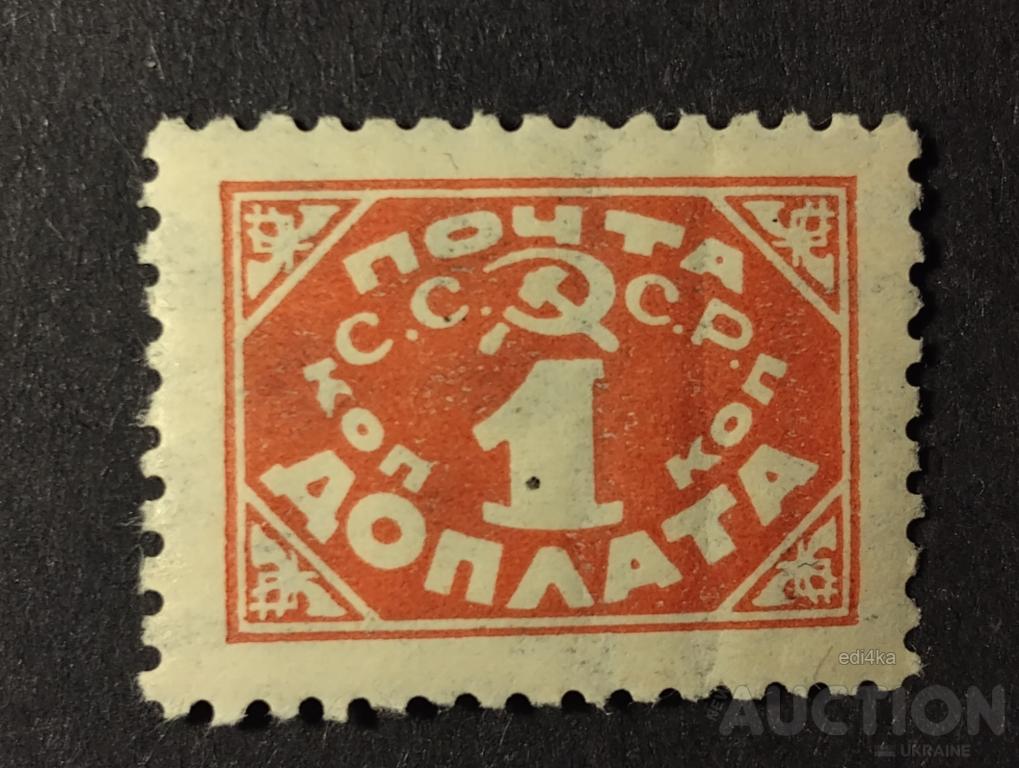 ПОЧТА
С.С.С.Р.
КОП 1 КОП
ДОПЛАТА
edi4ka
AUCTION
UKRAINE